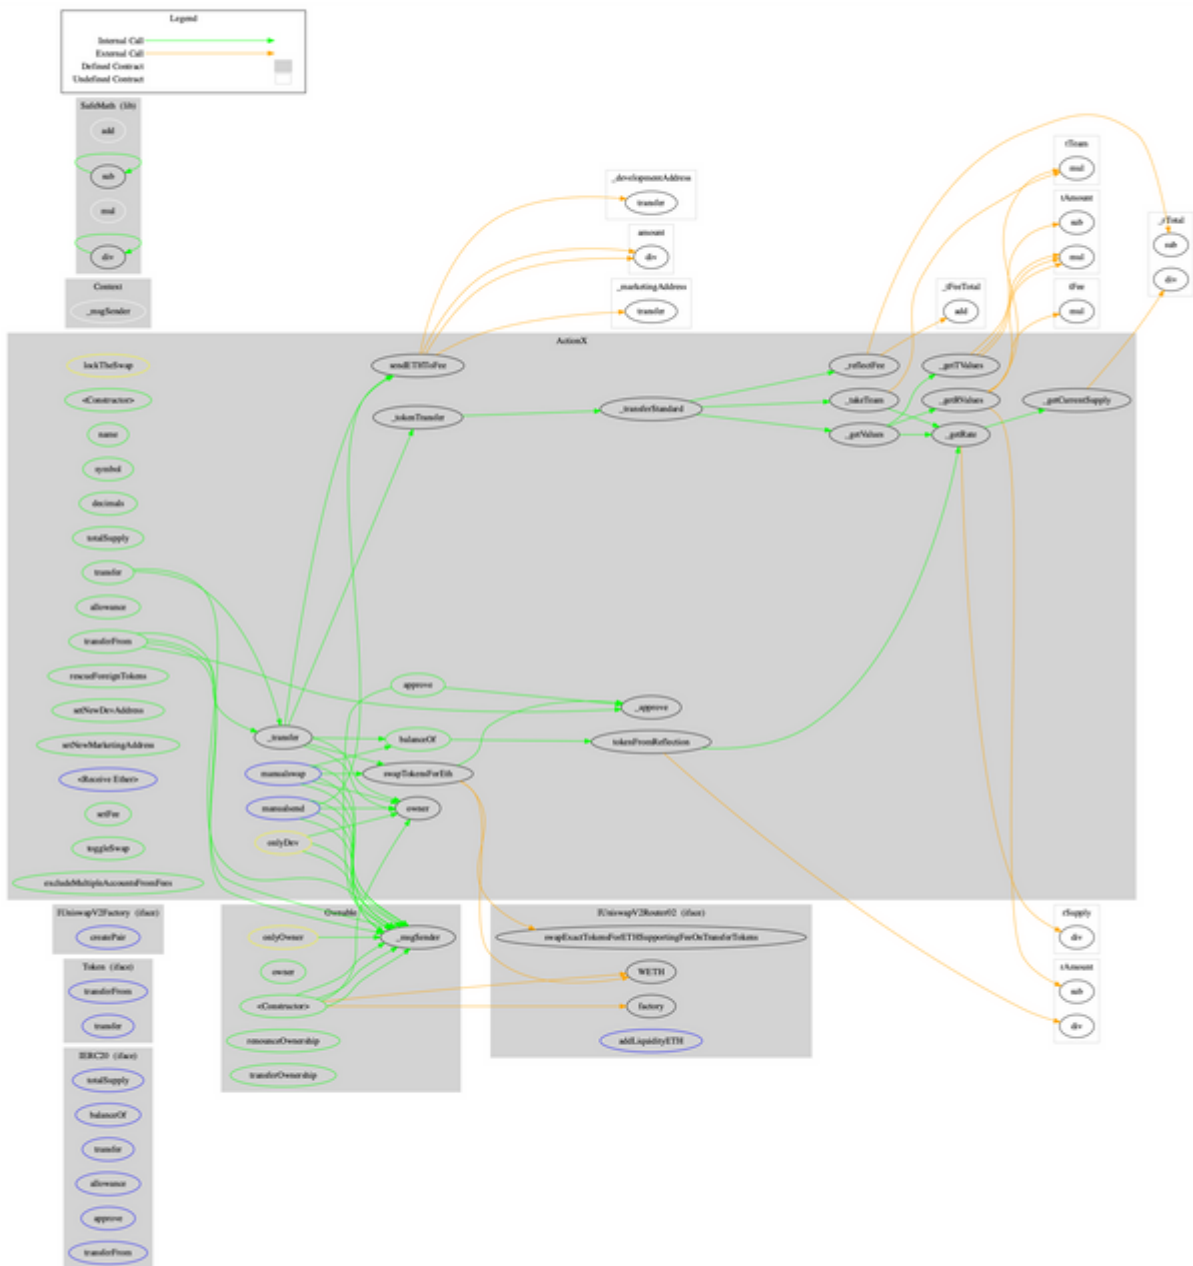 Legend
Internal Call
External Call
Defined Contract
Undefined Contract
SafeMath (lib)
add
sub
mul
div
Context
_msgSender
_developmentAddress
transfer
amount
div
_marketingAddress
transfer
_tFeeTotal
add
tTeam
mul
tAmount
sub
mul
tFee
mul
_tTotal
sub
div
ActionX
lockTheSwap
<Constructor>
name
symbol
decimals
totalSupply
transfer
allowance
transferFrom
rescueForeignTokens
setNewDevAddress
setNewMarketingAddress
<Receive Ether>
setFee
toggleSwap
excludeMultipleAccountsFromFees
_transfer
manualswap
manualsend
onlyDev
sendETHToFee
_tokenTransfer
approve
balanceOf
swapTokensForEth
owner
_transferStandard
_approve
tokenFromReflection
_reflectFee
_takeTeam
_getValues
_getTValues
_getRValues
_getRate
_getCurrentSupply
IUniswapV2Factory (iface)
createPair
Token (iface)
transferFrom
transfer
IERC20 (iface)
totalSupply
balanceOf
transfer
allowance
approve
transferFrom
Ownable
onlyOwner
owner
<Constructor>
renounceOwnership
transferOwnership
_msgSender
IUniswapV2Router02 (iface)
swapExactTokensForETHSupportingFeeOnTransferTokens
WETH
factory
addLiquidityETH
rSupply
div
rAmount
sub
div